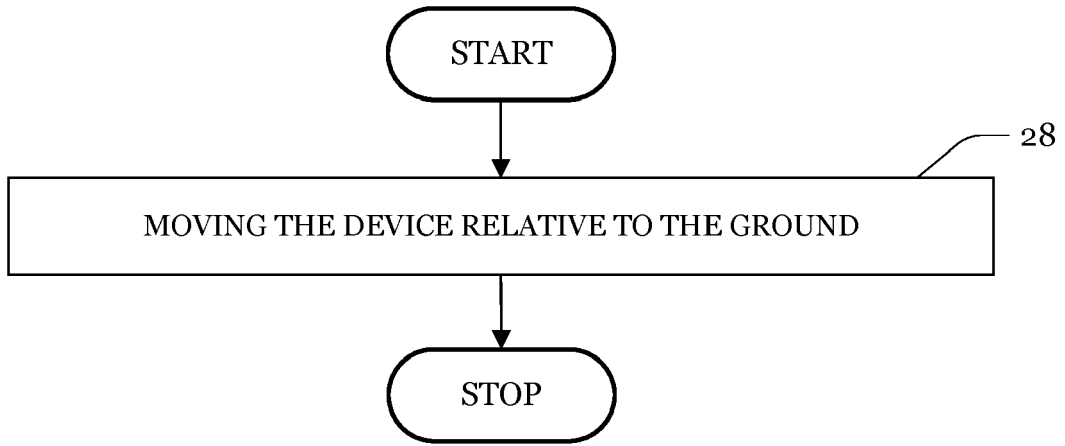 START
28
MOVING THE DEVICE RELATIVE TO THE GROUND
STOP